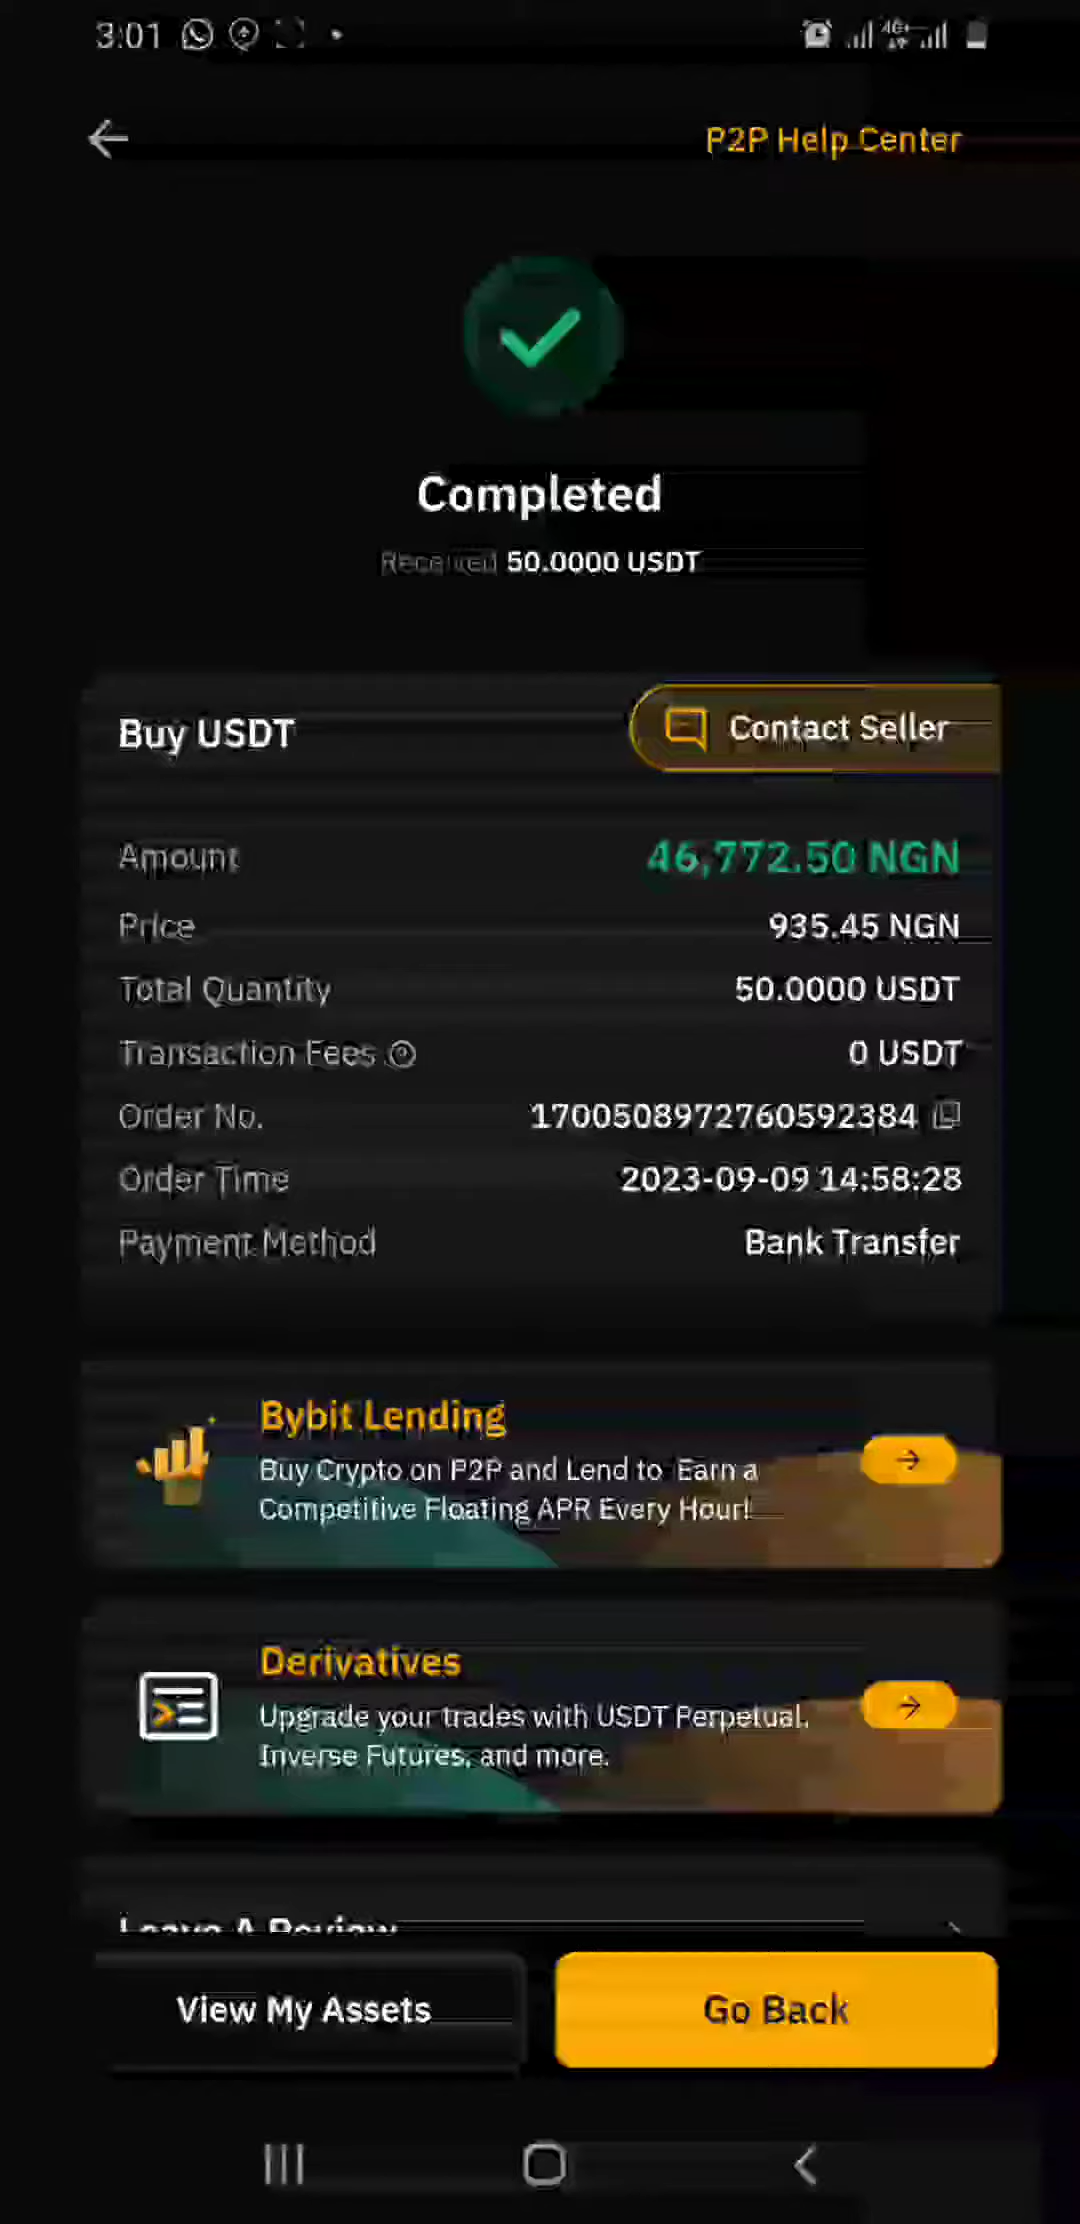 3:01
4G+
P2P Help Center
Completed
Received 50.0000 USDT
Buy USDT
Contact Seller
Amount 46,772.50 NGN
Price 935.45 NGN
Total Quantity 50.0000 USDT
Transaction Fees 0 USDT
Order No. 1700508972760592384
Order Time 2023-09-09 14:58:28
Payment Method Bank Transfer
Bybit Lending
Buy Crypto on P2P and Lend to Earn a
Competitive Floating APR Every Hour!
Derivatives
Upgrade your trades with USDT Perpetual,
Inverse Futures, and more.
Leave A Review
View My Assets
Go Back